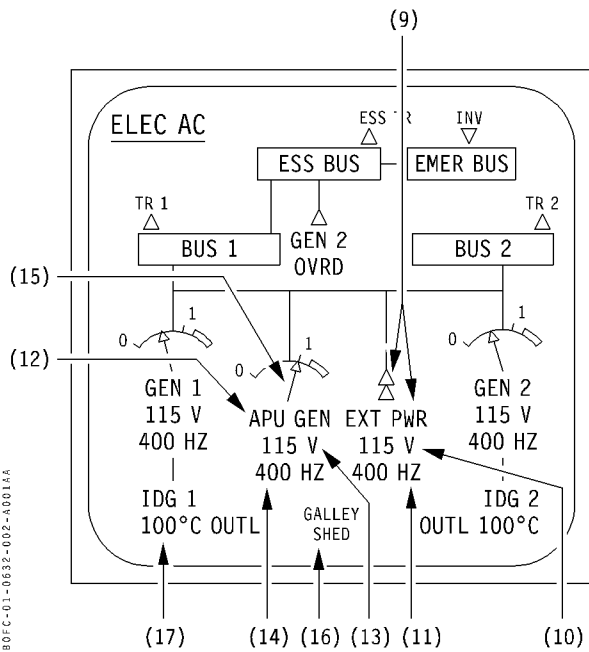 (9)
ELEC AC
ESS TR
INV
ESS BUS
EMER BUS
TR 1
TR 2
BUS 1
GEN 2
OVRD
BUS 2
(15)
0 1
0 1
0 1
(12)
GEN 1
115 V
400 HZ
APU GEN
115 V
400 HZ
EXT PWR
115 V
400 HZ
GEN 2
115 V
400 HZ
IDG 1
100°C OUTL
GALLEY
SHED
IDG 2
OUTL 100°C
(17) (14) (16) (13) (11) (10)
BOFC-01-0632-002-A001AA